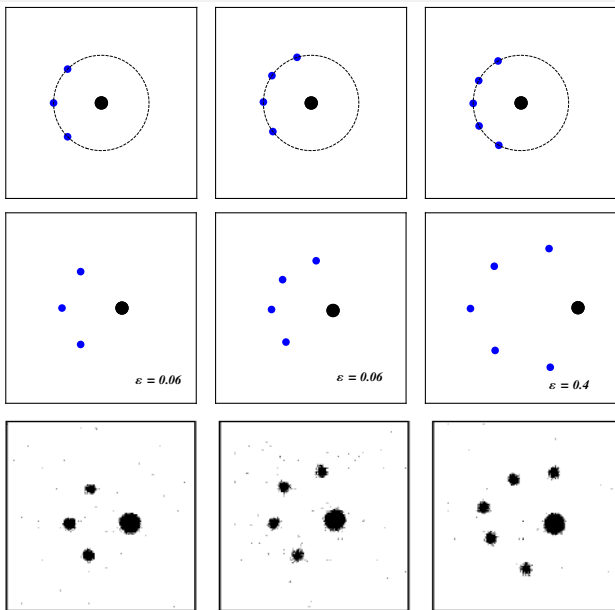 ε = 0.06
ε = 0.06
ε = 0.4